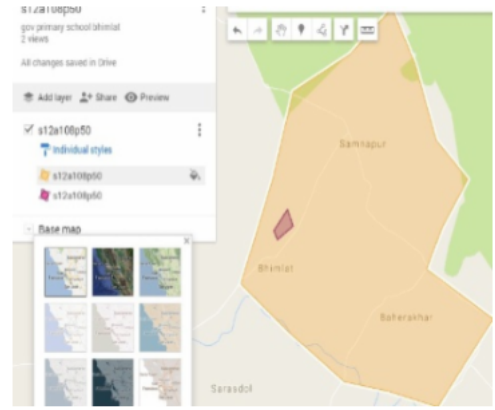 s12a108p50
gov primary school bhimlat
2 views
All changes saved in Drive
Add layer Share Preview
s12a108p50
Individual styles
s12a108p50
s12a108p50
Base map
Samnapur
Bhimlat
Baherakhar
Sarasdol